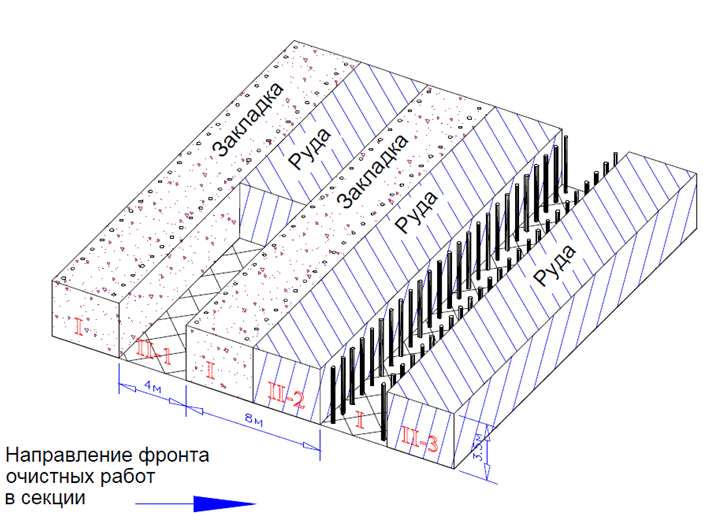 Закладка
Руда
Закладка
Руда
Руда
I
II-1
I
II-2
I
II-3
4м
8м
3.3м
Направление фронта
очистных работ
в секции